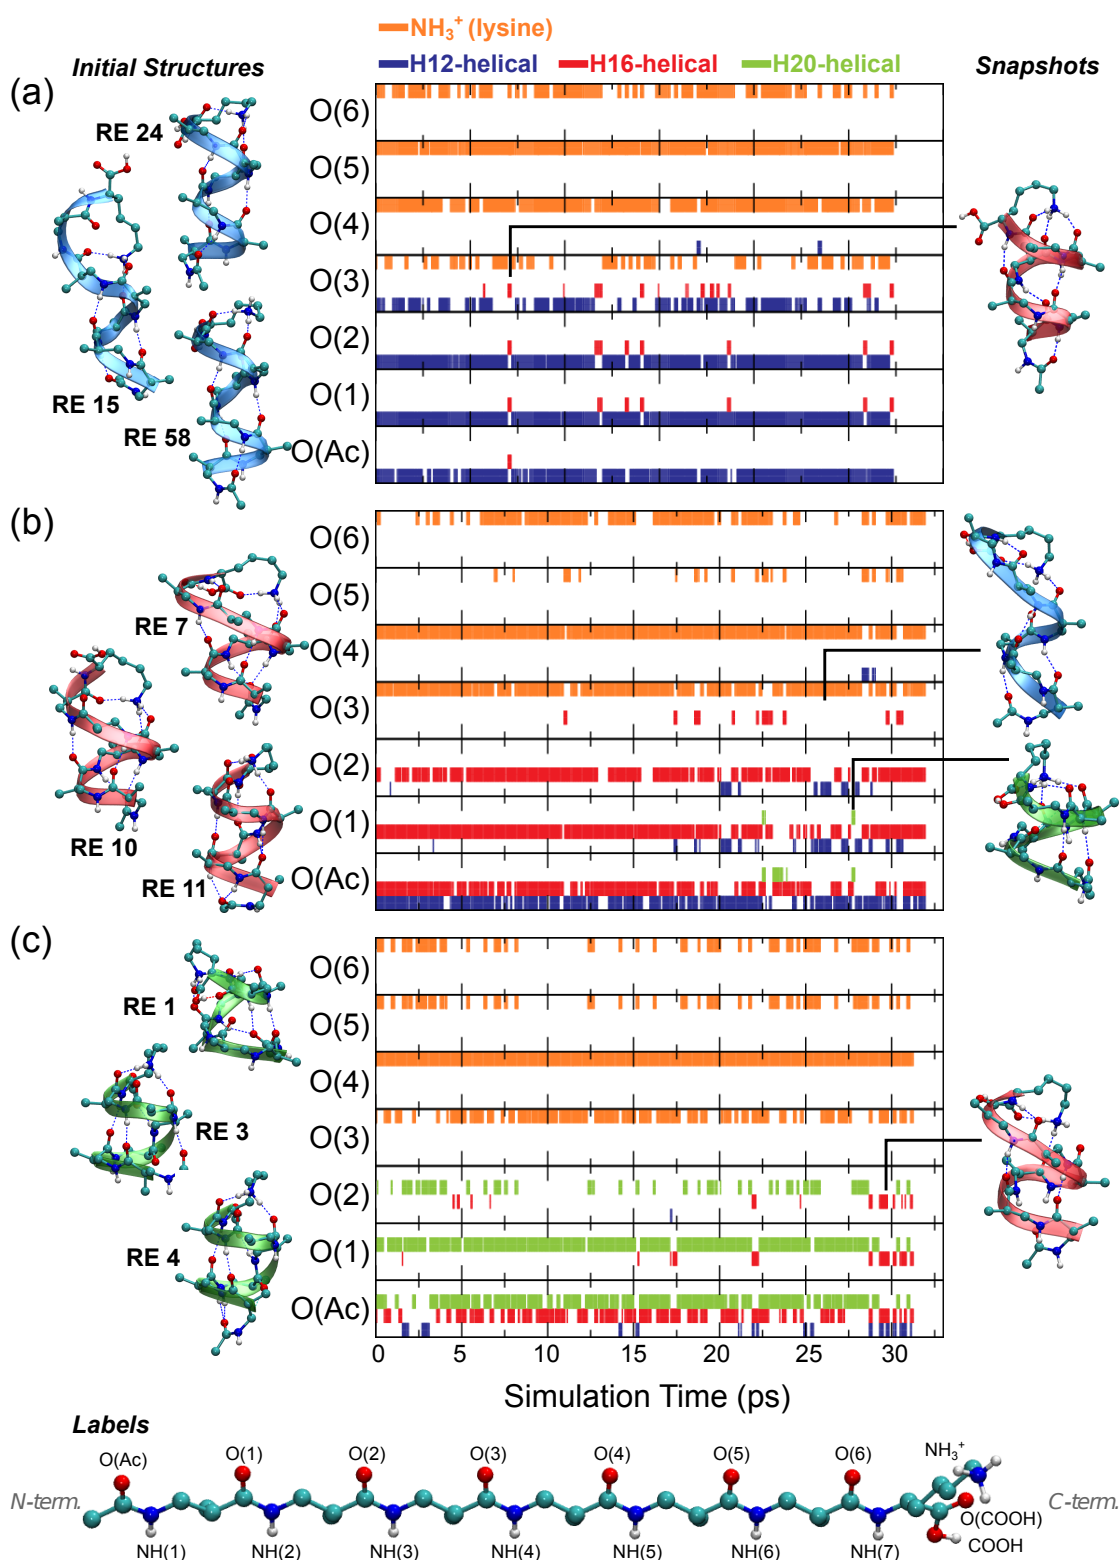 NH3+ (lysine)
Initial Structures
H12-helical H16-helical H20-helical
Snapshots
(a)
RE 24
RE 15
RE 58
O(6)
O(5)
O(4)
O(3)
O(2)
O(1)
O(Ac)
(b)
RE 7
RE 10
RE 11
O(6)
O(5)
O(4)
O(3)
O(2)
O(1)
O(Ac)
(c)
RE 1
RE 3
RE 4
O(6)
O(5)
O(4)
O(3)
O(2)
O(1)
O(Ac)
0 5 10 15 20 25 30
Simulation Time (ps)
Labels
O(Ac) O(1) O(2) O(3) O(4) O(5) O(6) NH3+
N-term. C-term.
O(COOH)
NH(1) NH(2) NH(3) NH(4) NH(5) NH(6) NH(7) COOH